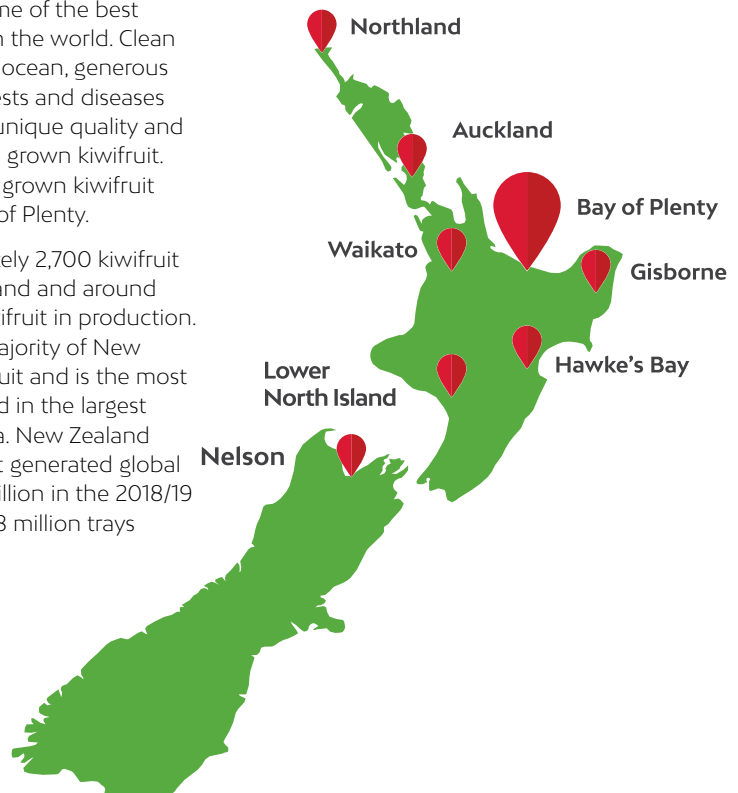 me of the best
n the world. Clean
ocean, generous
ests and diseases
unique quality and
grown kiwifruit.
grown kiwifruit
of Plenty.
tely 2,700 kiwifruit
and and around
ifruit in production.
ajority of New
uit and is the most
d in the largest
a. New Zealand
t generated global
illion in the 2018/19
million trays
Northland
Auckland
Bay of Plenty
Waikato
Gisborne
Hawke's Bay
Lower
North Island
Nelson